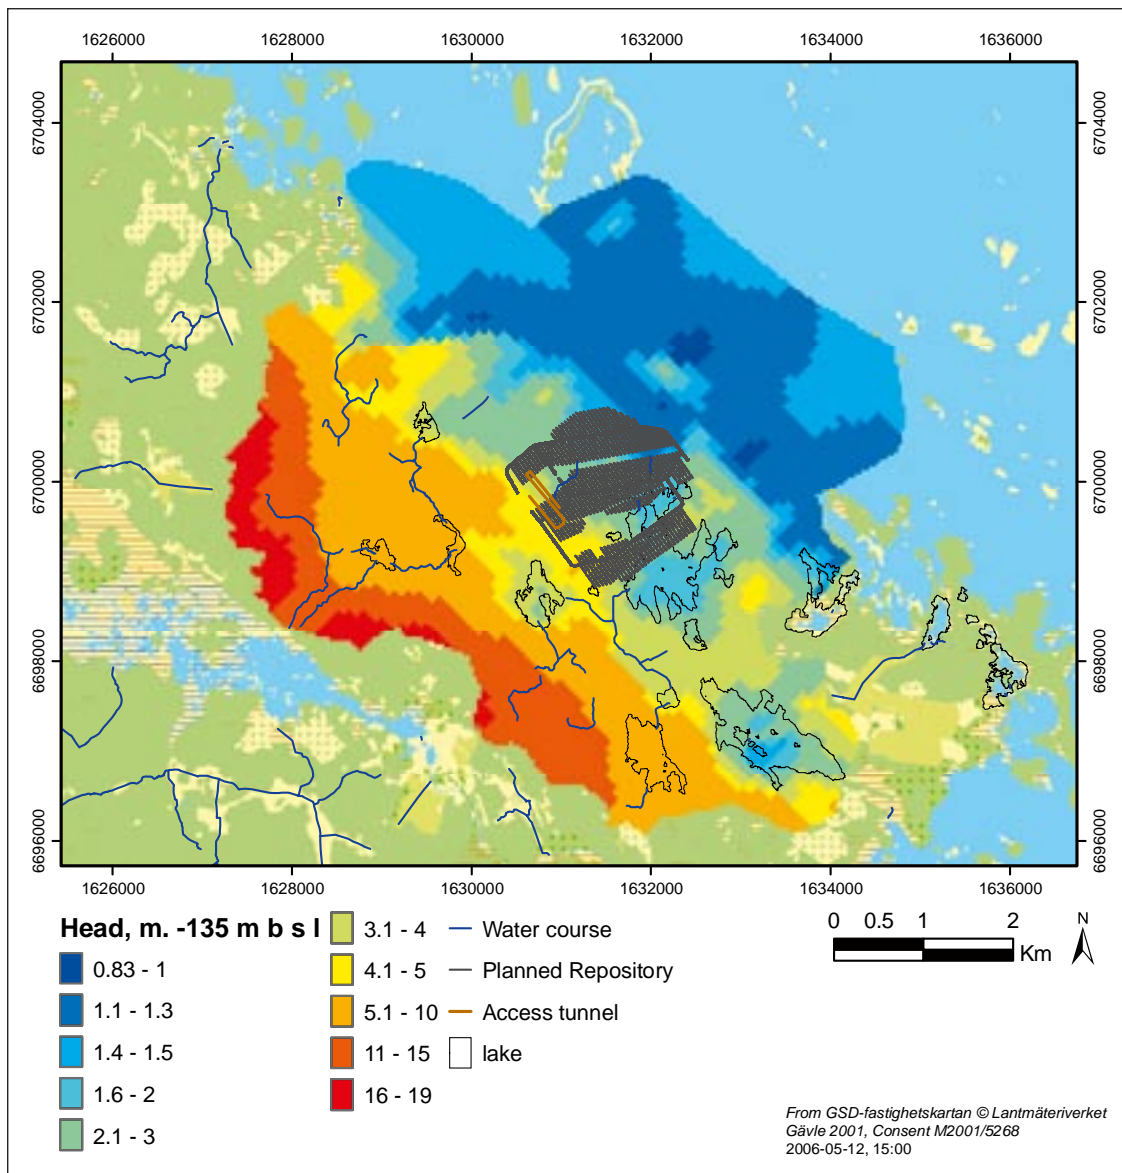 1626000 1628000 1630000 1632000 1634000 1636000
6704000 6704000
6702000 6702000
6700000 6700000
6698000 6698000
6696000 6696000
1626000 1628000 1630000 1632000 1634000 1636000
Head, m. -135 m b s l
0.83 - 1
1.1 - 1.3
1.4 - 1.5
1.6 - 2
2.1 - 3
3.1 - 4
4.1 - 5
5.1 - 10
11 - 15
16 - 19
Water course
Planned Repository
Access tunnel
lake
0 0.5 1 2
Km
N
From GSD-fastighetskartan © Lantmäteriverket
Gävle 2001, Consent M2001/5268
2006-05-12, 15:00